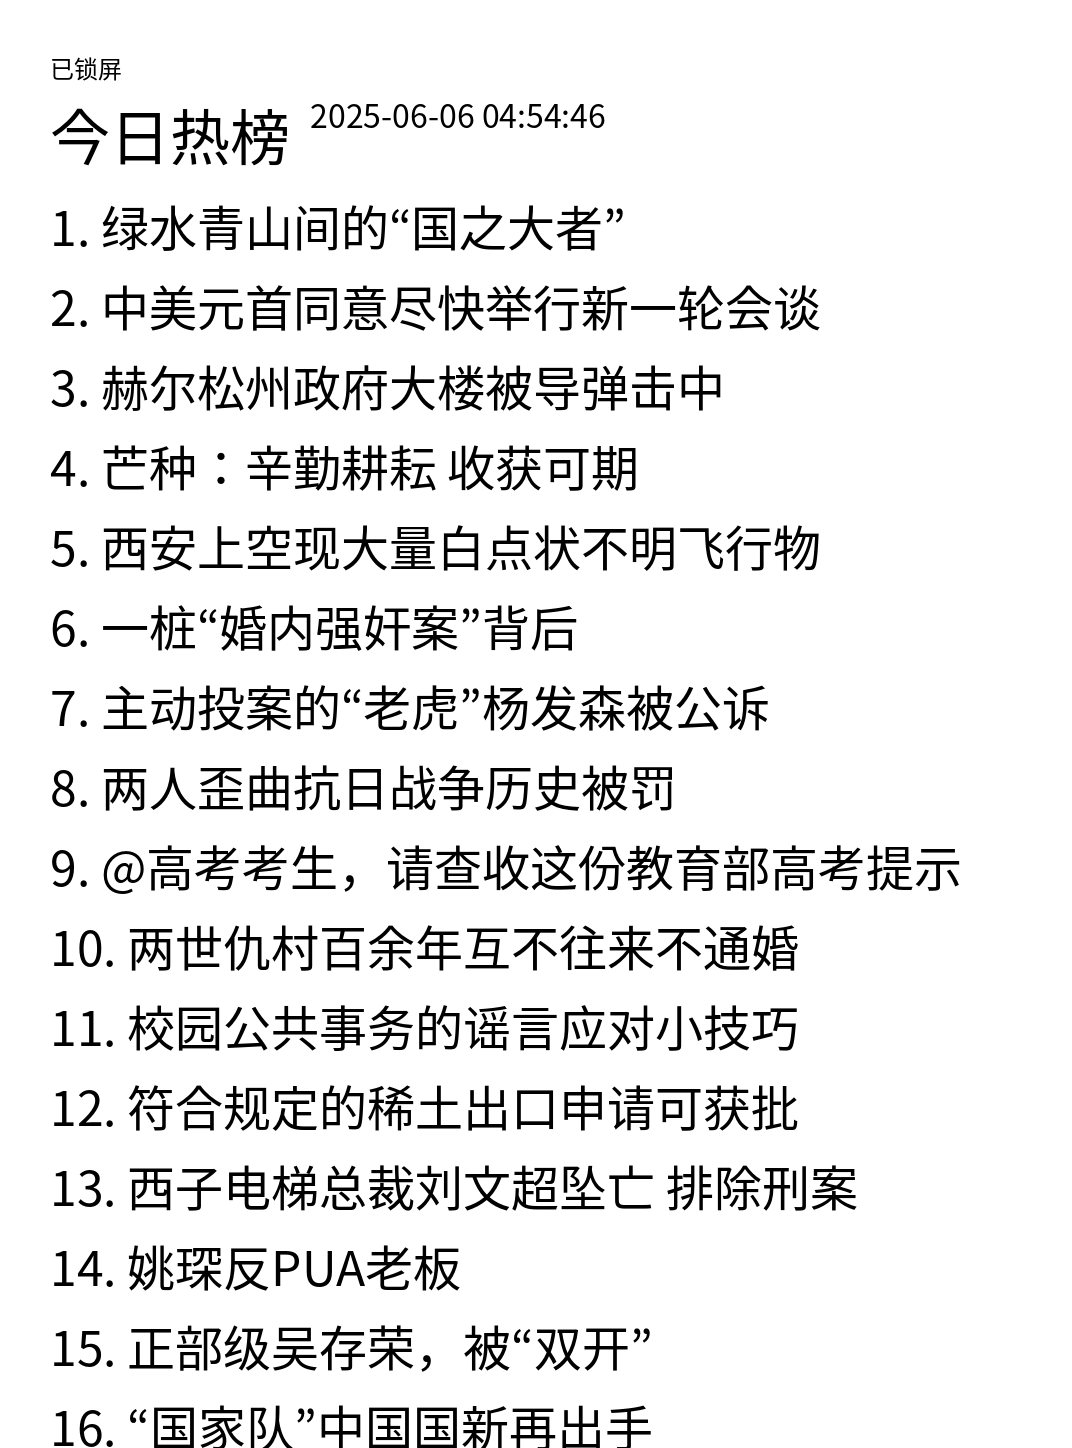 已锁屏
今日热榜 2025-06-06 04:54:46
1. 绿水青山间的“国之大者”
2. 中美元首同意尽快举行新一轮会谈
3. 赫尔松州政府大楼被导弹击中
4. 芒种：辛勤耕耘 收获可期
5. 西安上空现大量白点状不明飞行物
6. 一桩“婚内强奸案”背后
7. 主动投案的“老虎”杨发森被公诉
8. 两人歪曲抗日战争历史被罚
9. @高考考生，请查收这份教育部高考提示
10. 两世仇村百余年互不往来不通婚
11. 校园公共事务的谣言应对小技巧
12. 符合规定的稀土出口申请可获批
13. 西子电梯总裁刘文超坠亡 排除刑案
14. 姚琛反PUA老板
15. 正部级吴存荣，被“双开”
16. “国家队”中国国新再出手